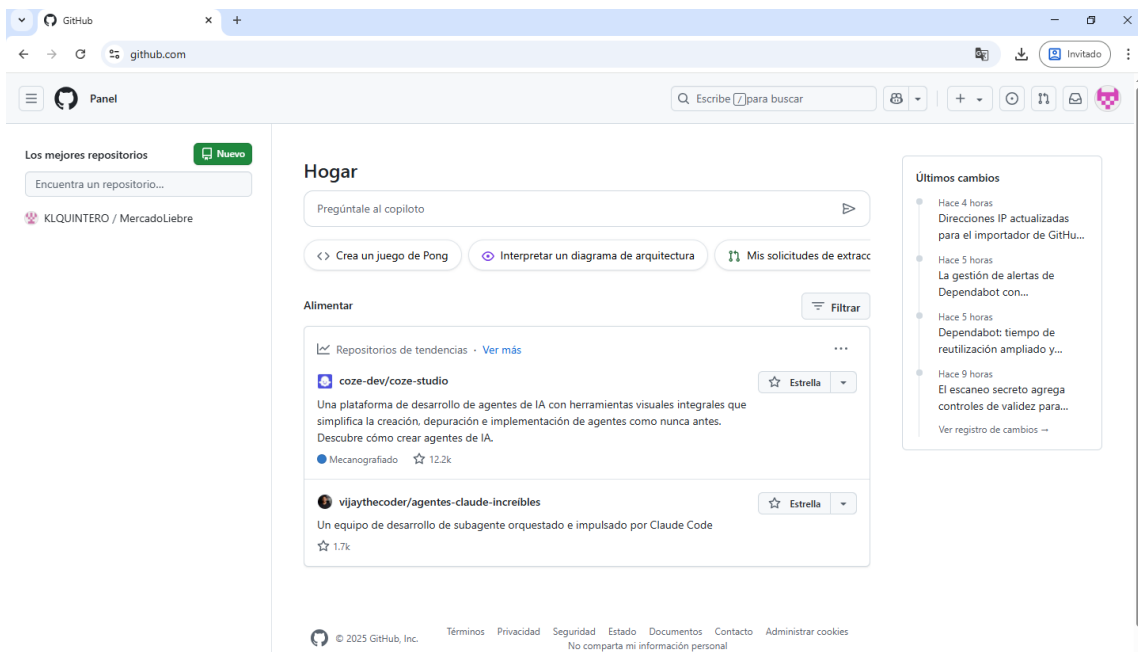 GitHub
github.com
Invitado
Panel
Escribe / para buscar
Los mejores repositorios
Nuevo
Encuentra un repositorio...
KLQUINTERO / MercadoLiebre
Hogar
Pregúntale al copiloto
Crea un juego de Pong
Interpretar un diagrama de arquitectura
Mis solicitudes de extracc
Alimentar
Filtrar
Repositorios de tendencias · Ver más
coze-dev/coze-studio
Estrella
Una plataforma de desarrollo de agentes de IA con herramientas visuales integrales que
simplifica la creación, depuración e implementación de agentes como nunca antes.
Descubre cómo crear agentes de IA.
Mecanografiado 12.2k
vijaythecoder/agentes-claude-increíbles
Estrella
Un equipo de desarrollo de subagente orquestado e impulsado por Claude Code
1.7k
Últimos cambios
Hace 4 horas
Direcciones IP actualizadas
para el importador de GitHu...
Hace 5 horas
La gestión de alertas de
Dependabot con...
Hace 5 horas
Dependabot: tiempo de
reutilización ampliado y...
Hace 9 horas
El escaneo secreto agrega
controles de validez para...
Ver registro de cambios →
© 2025 GitHub, Inc.
Términos Privacidad Seguridad Estado Documentos Contacto Administrar cookies
No comparta mi información personal